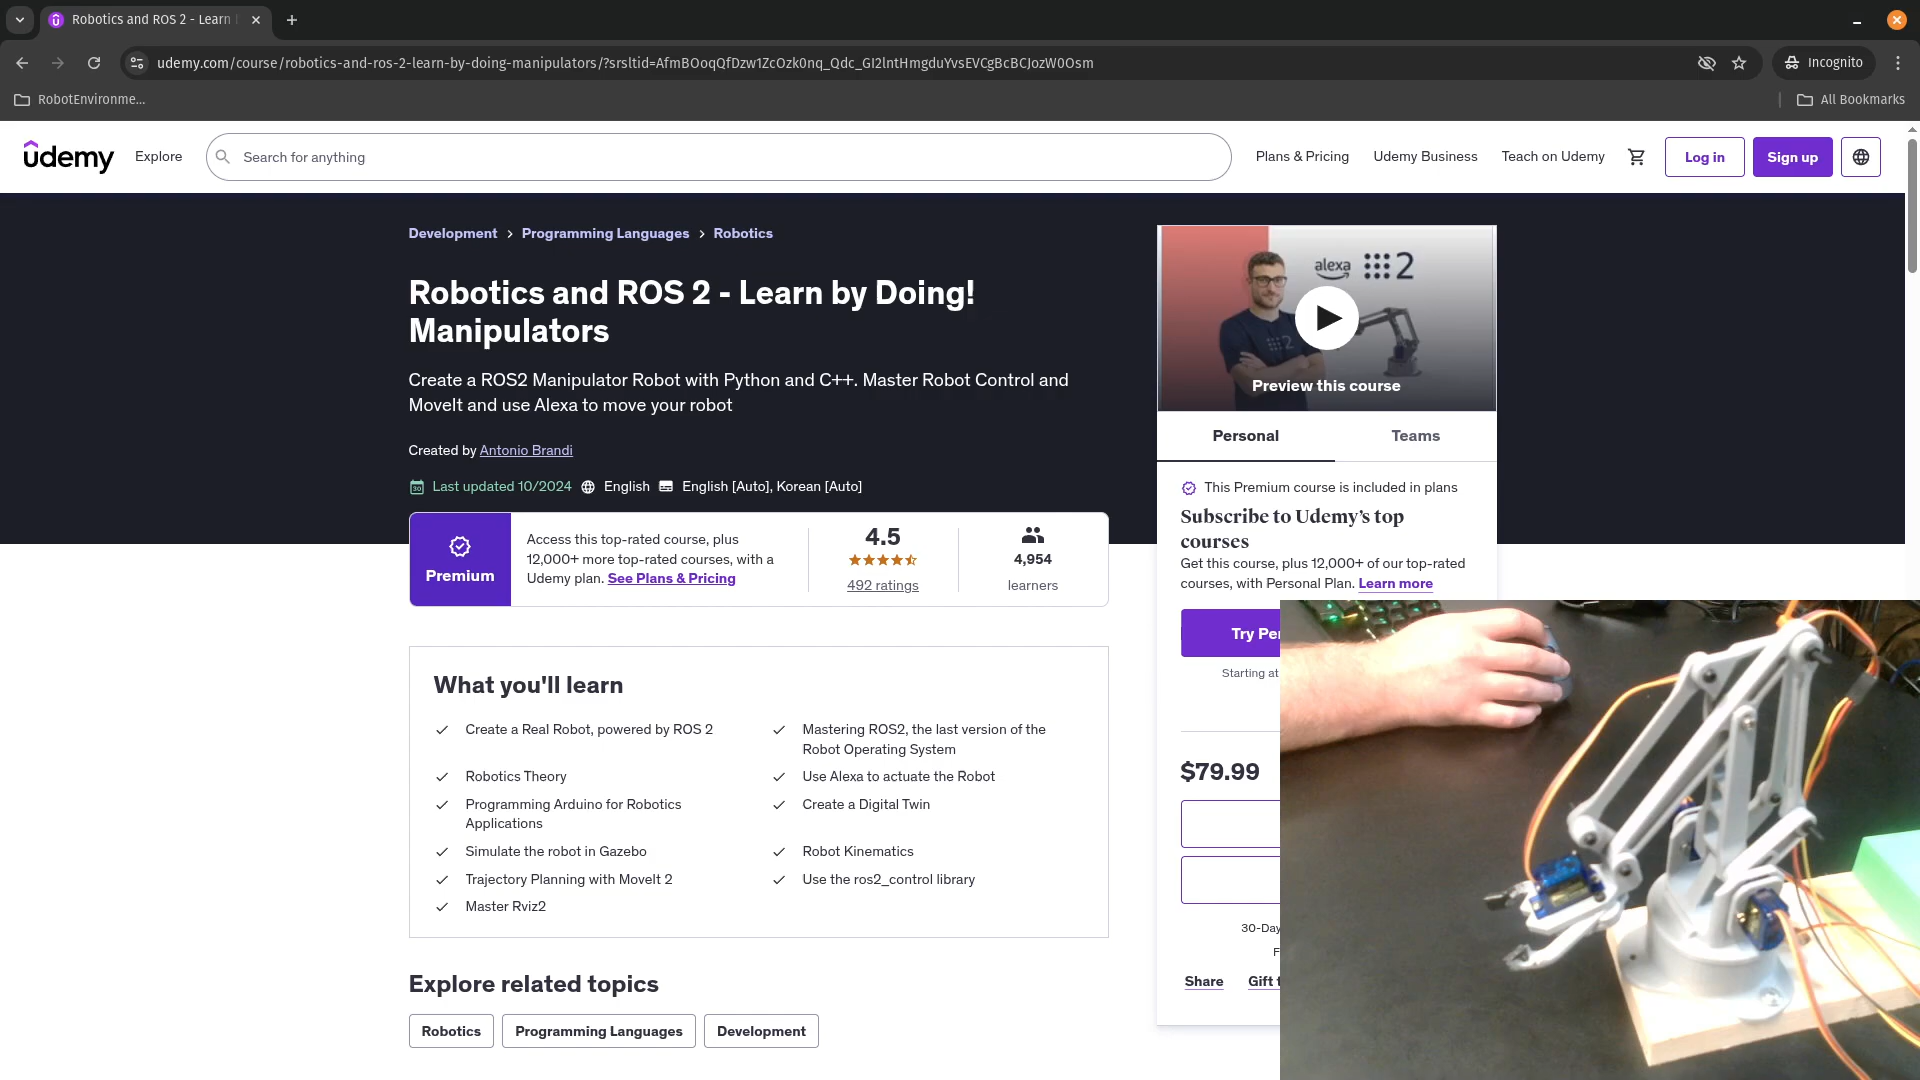 Robotics and ROS 2 - Learn
udemy.com/course/robotics-and-ros-2-learn-by-doing-manipulators/?srsltid=AfmBOoqQfDzw1ZcOzk0nq_Qdc_GI2lntHmgduYvsEVCgBcBCJozW0Osm
Incognito
RobotEnvironme...
All Bookmarks
udemy
Explore
Search for anything
Plans & Pricing
Udemy Business
Teach on Udemy
Log in
Sign up
Development > Programming Languages > Robotics
Robotics and ROS 2 - Learn by Doing!
Manipulators
Create a ROS2 Manipulator Robot with Python and C++. Master Robot Control and
MoveIt and use Alexa to move your robot
Created by Antonio Brandi
Last updated 10/2024 English English [Auto], Korean [Auto]
Premium
Access this top-rated course, plus
12,000+ more top-rated courses, with a
Udemy plan. See Plans & Pricing
4.5
492 ratings
4,954
learners
What you'll learn
Create a Real Robot, powered by ROS 2
Robotics Theory
Programming Arduino for Robotics
Applications
Simulate the robot in Gazebo
Trajectory Planning with MoveIt 2
Master Rviz2
Mastering ROS2, the last version of the
Robot Operating System
Use Alexa to actuate the Robot
Create a Digital Twin
Robot Kinematics
Use the ros2_control library
Explore related topics
Robotics
Programming Languages
Development
alexa
2
Preview this course
Personal
Teams
This Premium course is included in plans
Subscribe to Udemy’s top
courses
Get this course, plus 12,000+ of our top-rated
courses, with Personal Plan. Learn more
Try Per
Starting at
$79.99
30-Day
F
Share
Gift t